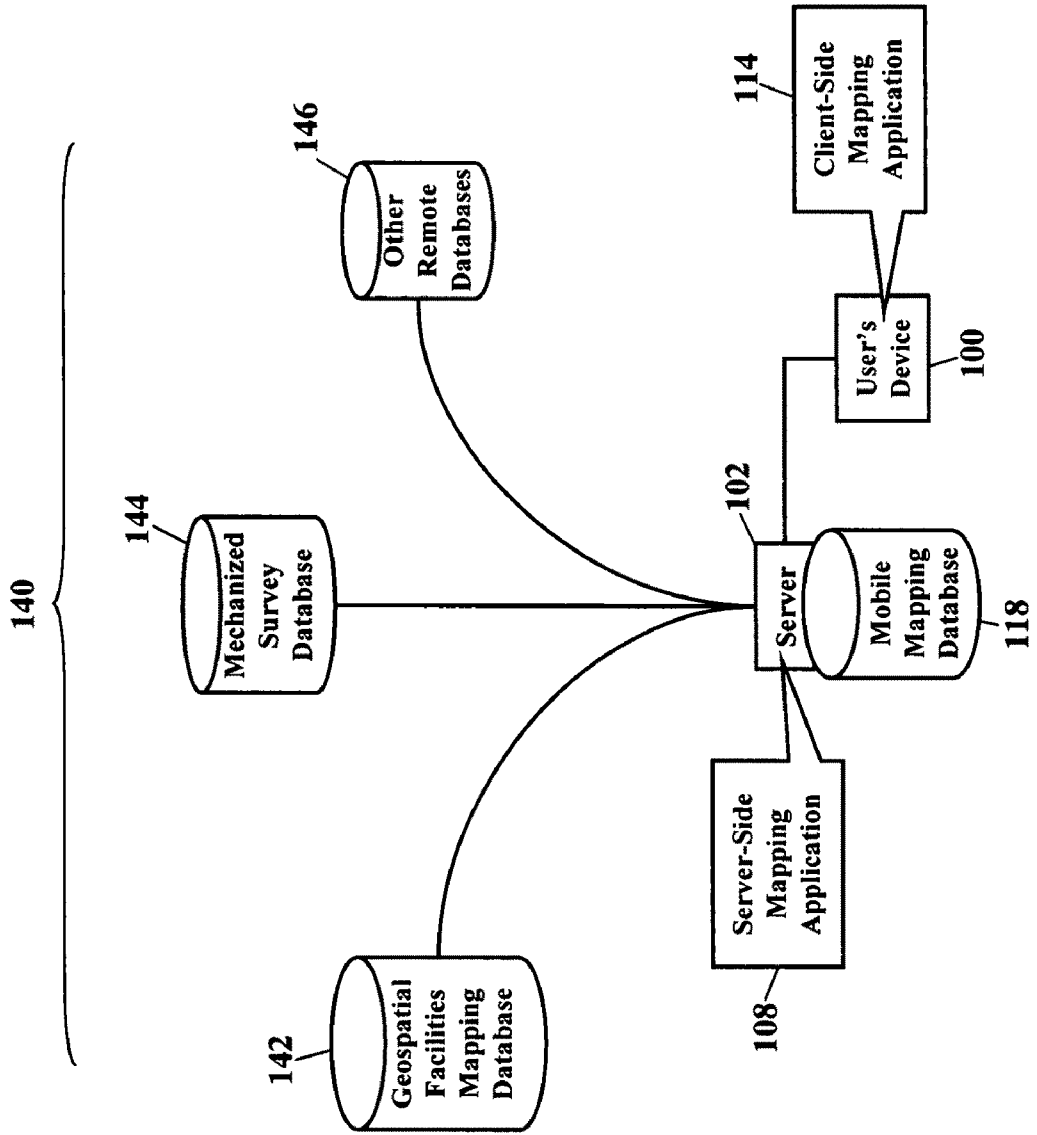 140
142
Geospatial
Facilities
Mapping
Database
144
Mechanized
Survey
Database
146
Other
Remote
Databases
108
Server-Side
Mapping
Application
102
Server
Mobile
Mapping
Database
118
User's
Device
100
114
Client-Side
Mapping
Application